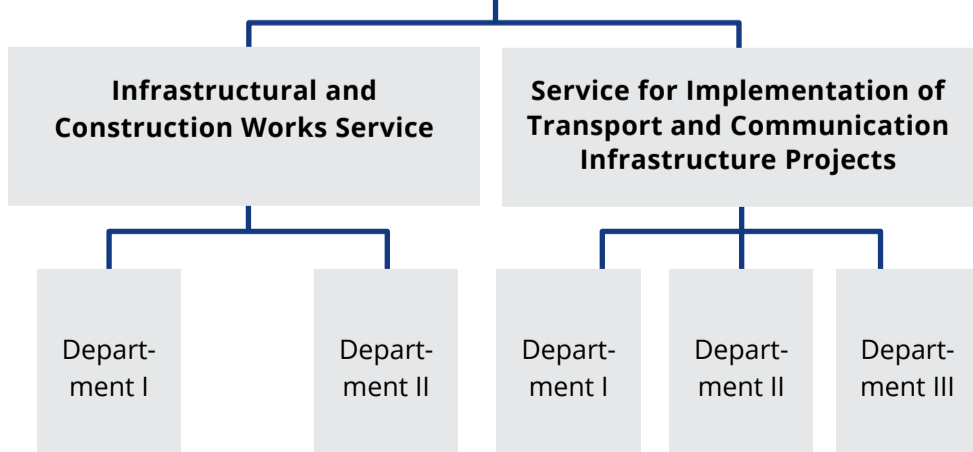 Infrastructural and
Construction Works Service
Service for Implementation of
Transport and Communication
Infrastructure Projects
Depart-
ment I
Depart-
ment II
Depart-
ment I
Depart-
ment II
Depart-
ment III